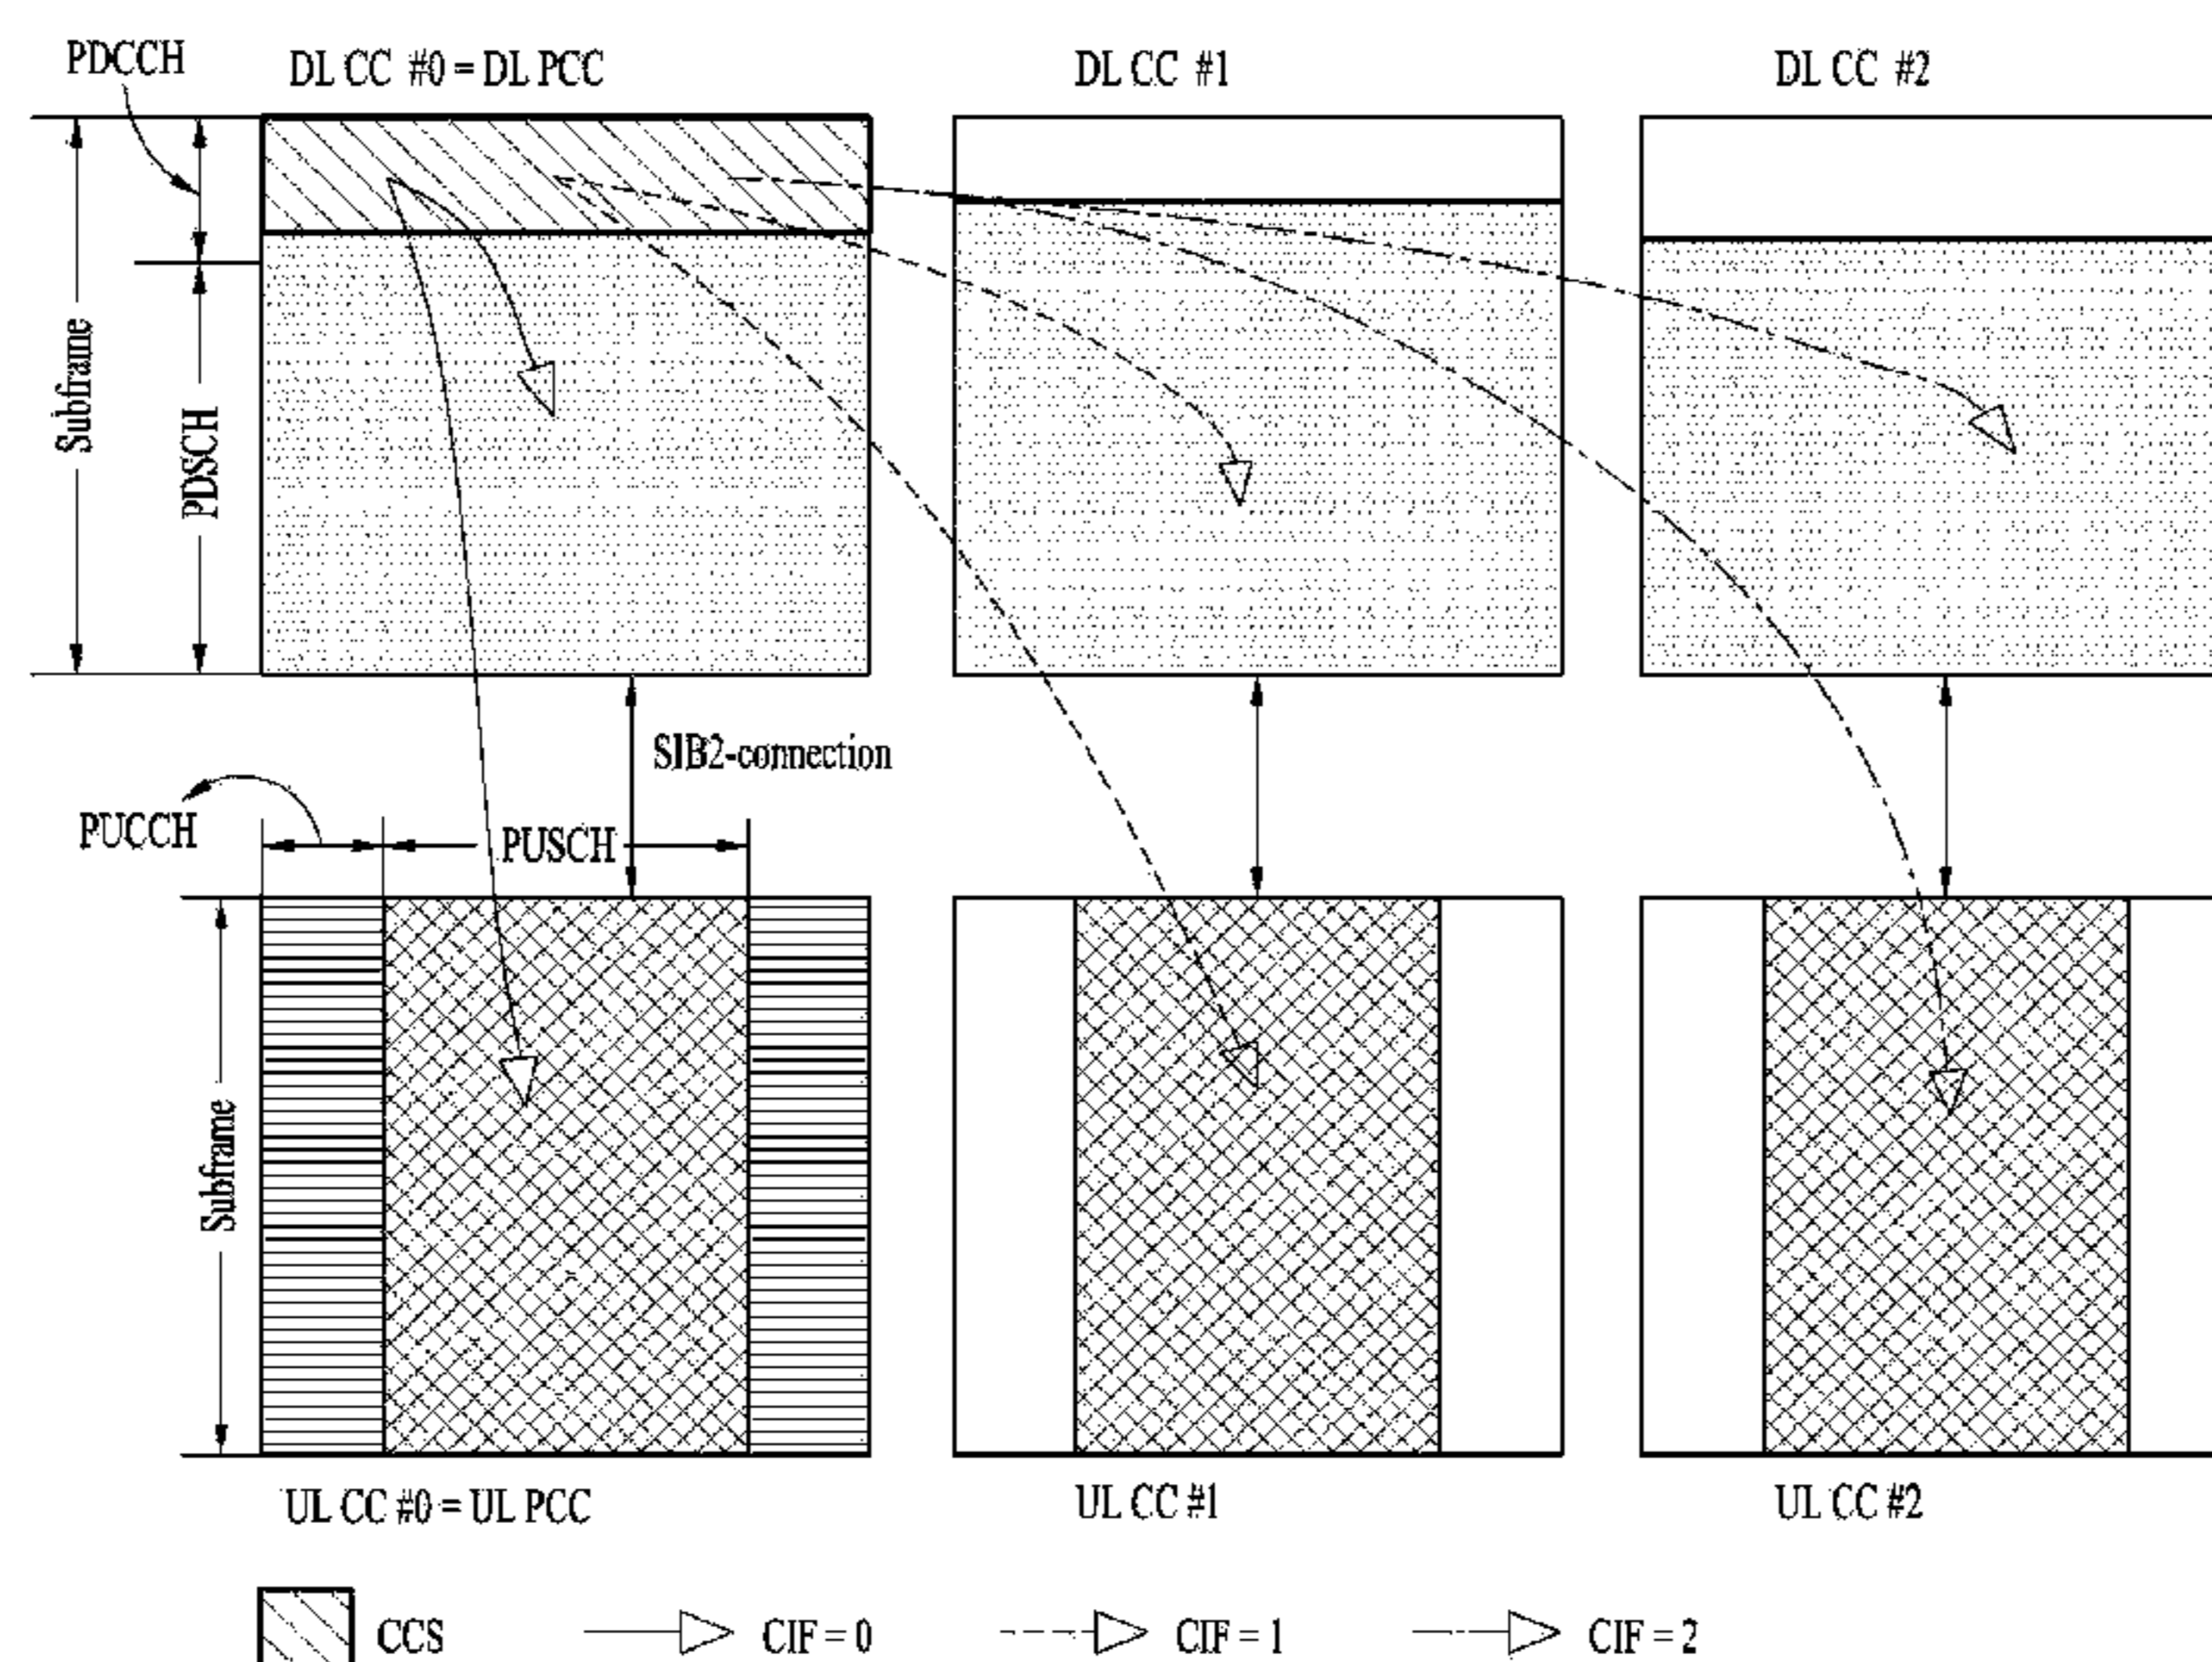 PDCCH
DL CC #0 = DL PCC
DL CC #1
DL CC #2
Subframe
PDSCH
SIB2-connection
PUCCH
PUSCH
Subframe
UL CC #0 = UL PCC
UL CC #1
UL CC #2
CCS
CIF = 0
CIF = 1
CIF = 2